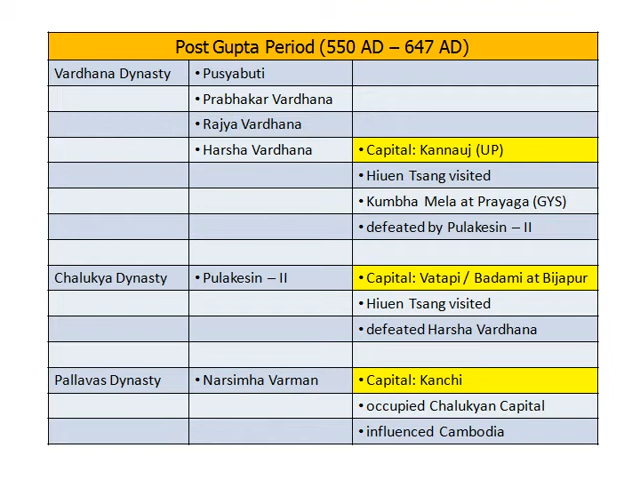 Post Gupta Period (550 AD – 647 AD)
Vardhana Dynasty • Pusyabuti
• Prabhakar Vardhana
• Rajya Vardhana
• Harsha Vardhana • Capital: Kannauj (UP)
• Hiuen Tsang visited
• Kumbha Mela at Prayaga (GYS)
• defeated by Pulakesin – II
Chalukya Dynasty • Pulakesin – II • Capital: Vatapi / Badami at Bijapur
• Hiuen Tsang visited
• defeated Harsha Vardhana
Pallavas Dynasty • Narsimha Varman • Capital: Kanchi
• occupied Chalukyan Capital
• influenced Cambodia